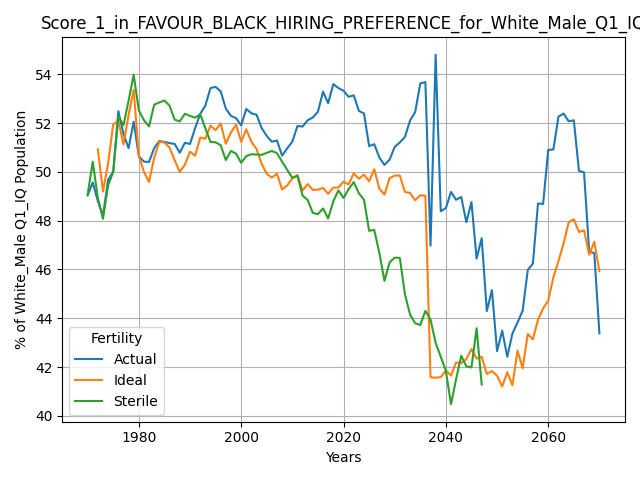 Score_1_in_FAVOUR_BLACK_HIRING_PREFERENCE_for_White_Male_Q1_IQ
% of White_Male Q1_IQ Population
54
52
50
48
46
44
42
40
Fertility
Actual
Ideal
Sterile
1980 2000 2020 2040 2060
Years